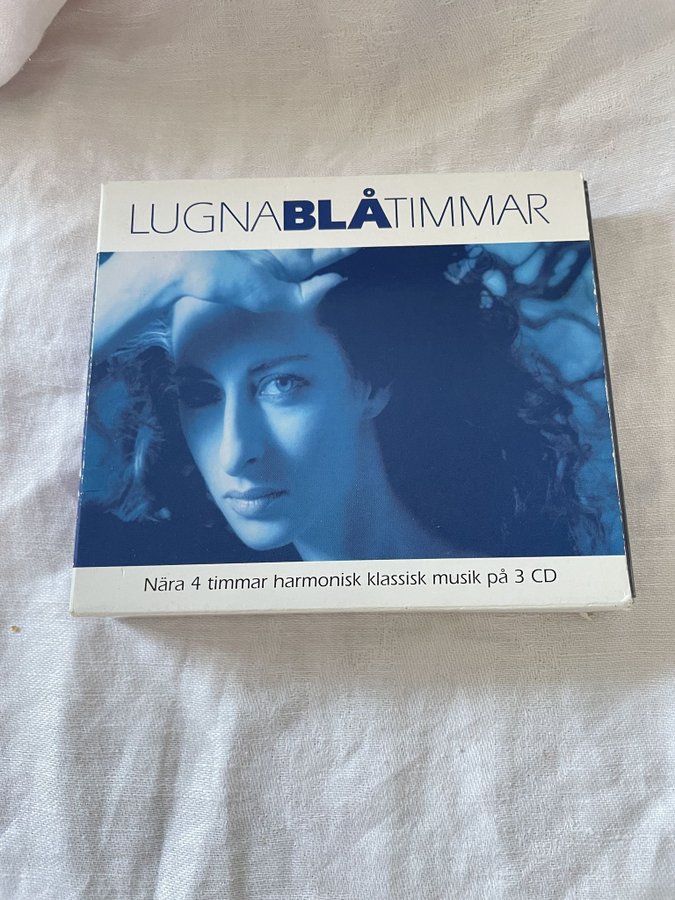 LUGNABLÅTIMMAR
Nära 4 timmar harmonisk klassisk musik på 3 CD